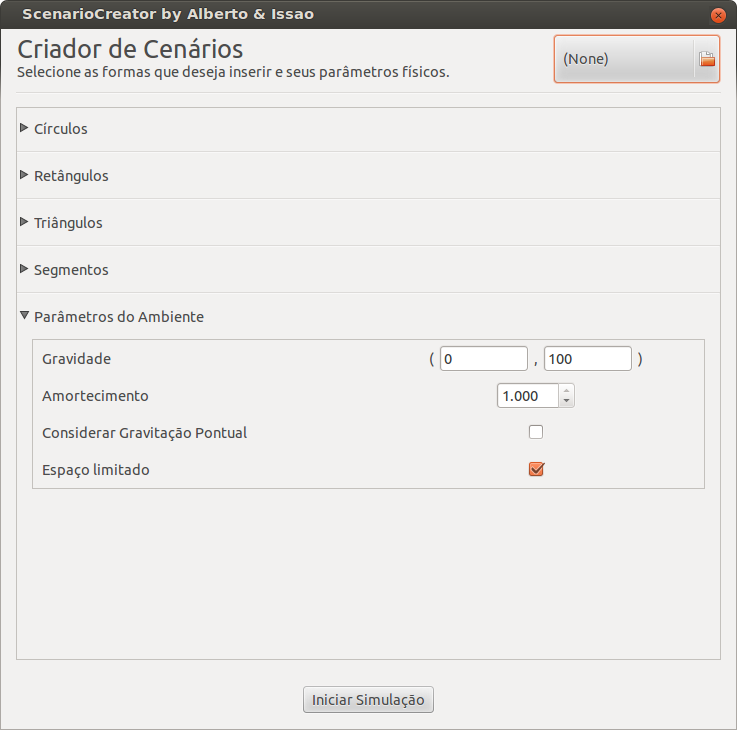 ScenarioCreator by Alberto & Issao
Criador de Cenários
Selecione as formas que deseja inserir e seus parâmetros físicos.
(None)
Círculos
Retângulos
Triângulos
Segmentos
Parâmetros do Ambiente
Gravidade ( 0 , 100 )
Amortecimento 1.000
Considerar Gravitação Pontual
Espaço limitado
Iniciar Simulação